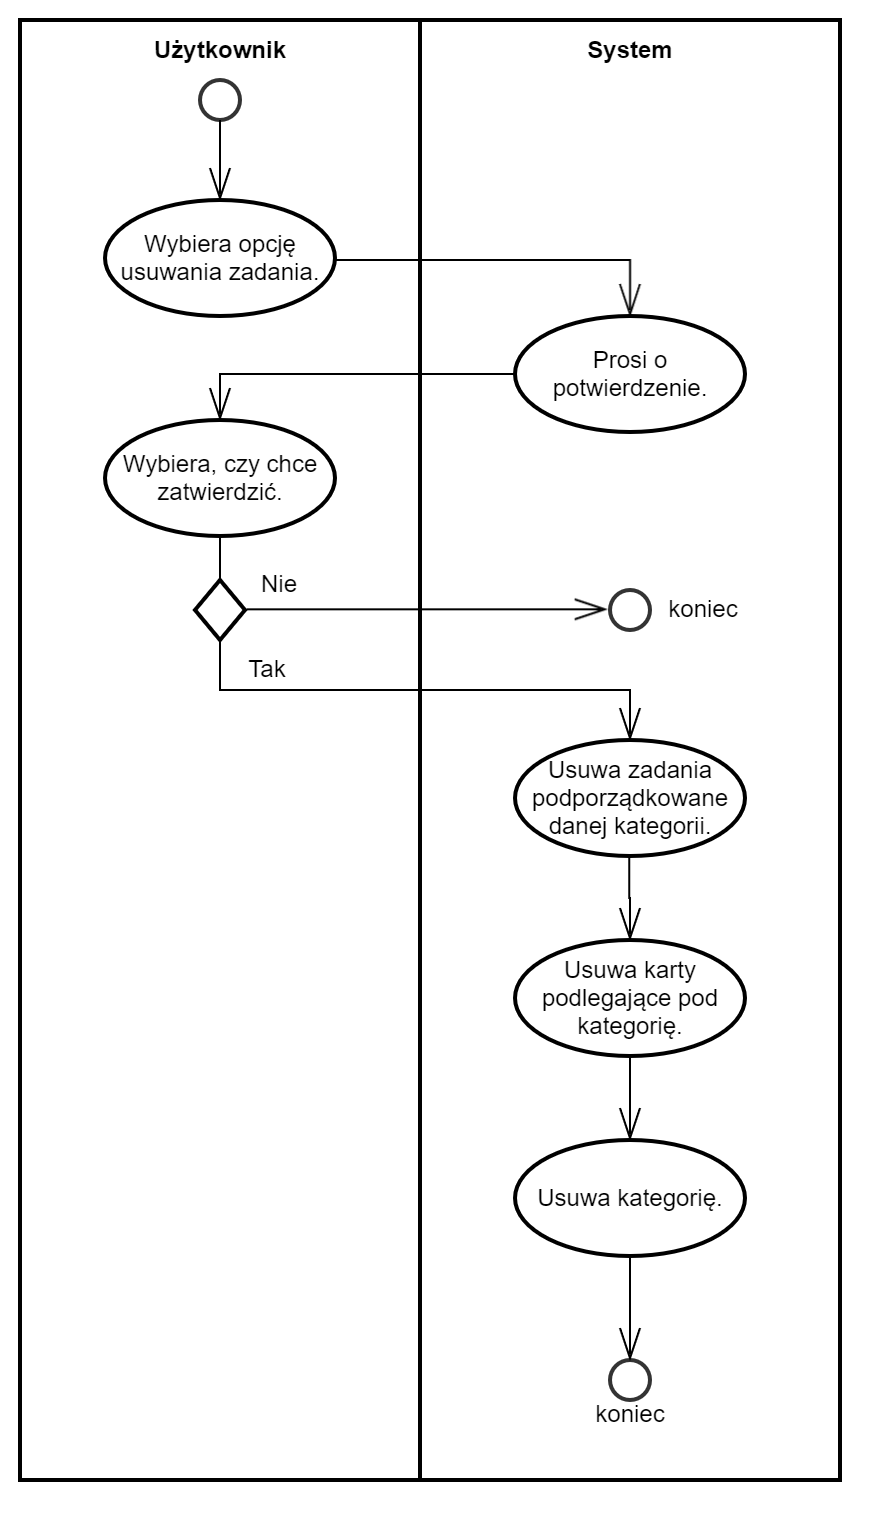 Użytkownik
System
Wybiera opcję
usuwania zadania.
Prosi o
potwierdzenie.
Wybiera, czy chce
zatwierdzić.
Nie
koniec
Tak
Usuwa zadania
podporządkowane
danej kategorii.
Usuwa karty
podlegające pod
kategorię.
Usuwa kategorię.
koniec